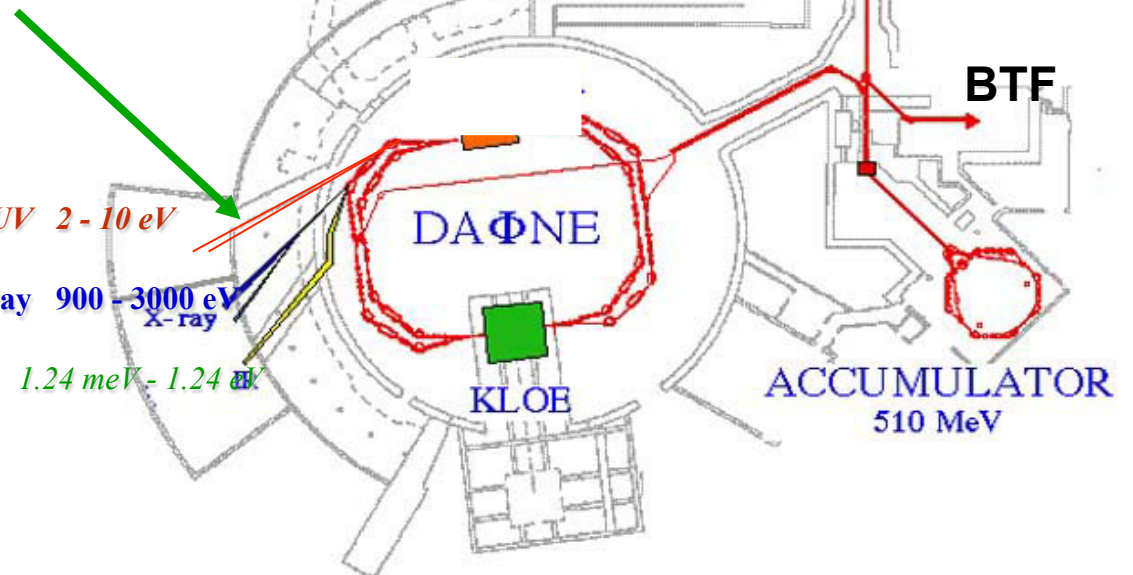 BTF
UV 2 - 10 eV
DAΦNE
ay 900 - 3000 eV
X- ray
1.24 meV - 1.24 eV
KLOE
ACCUMULATOR
510 MeV